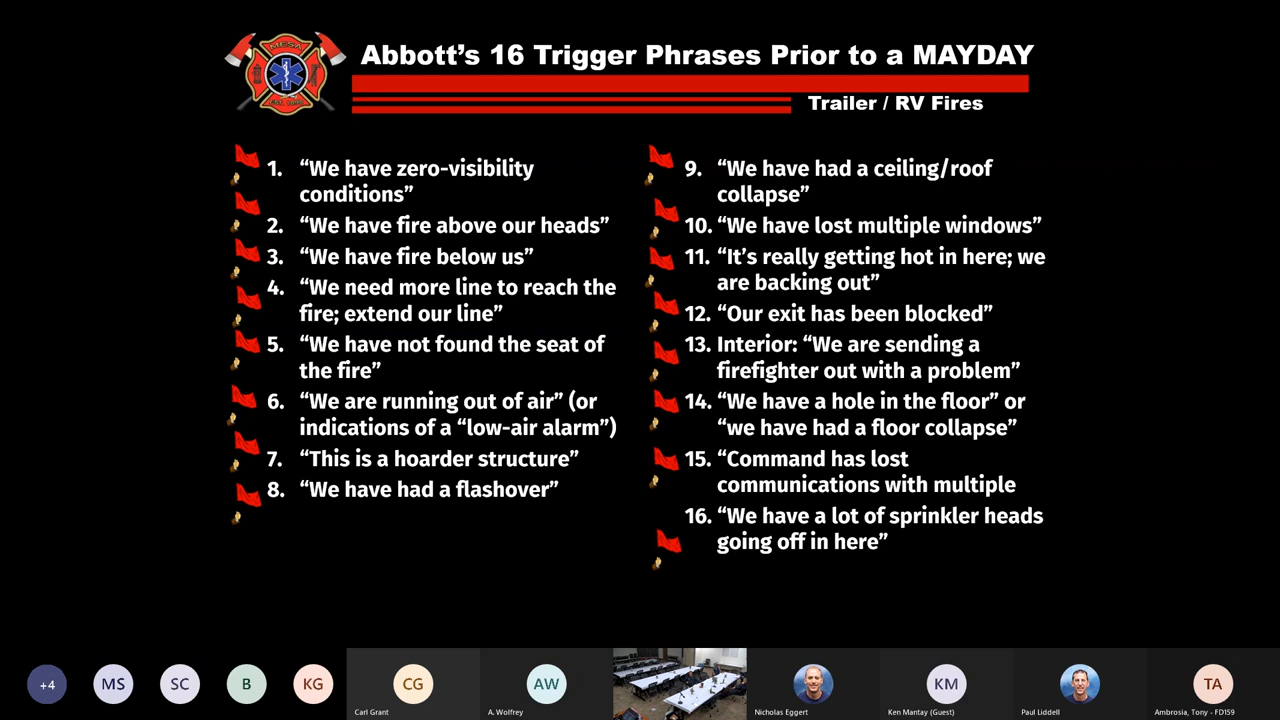 MESA
EST. 1898
Abbott’s 16 Trigger Phrases Prior to a MAYDAY
Trailer / RV Fires
1. “We have zero-visibility
conditions”
2. “We have fire above our heads”
3. “We have fire below us”
4. “We need more line to reach the
fire; extend our line”
5. “We have not found the seat of
the fire”
6. “We are running out of air” (or
indications of a “low-air alarm”)
7. “This is a hoarder structure”
8. “We have had a flashover”
9. “We have had a ceiling/roof
collapse”
10. “We have lost multiple windows”
11. “It’s really getting hot in here; we
are backing out”
12. “Our exit has been blocked”
13. Interior: “We are sending a
firefighter out with a problem”
14. “We have a hole in the floor” or
“we have had a floor collapse”
15. “Command has lost
communications with multiple
16. “We have a lot of sprinkler heads
going off in here”
+4
MS
SC
B
KG
CG
Carl Grant
AW
A. Wolfrey
Nicholas Eggert
KM
Ken Mantay (Guest)
Paul Liddell
TA
Ambrosia, Tony - FDIS9